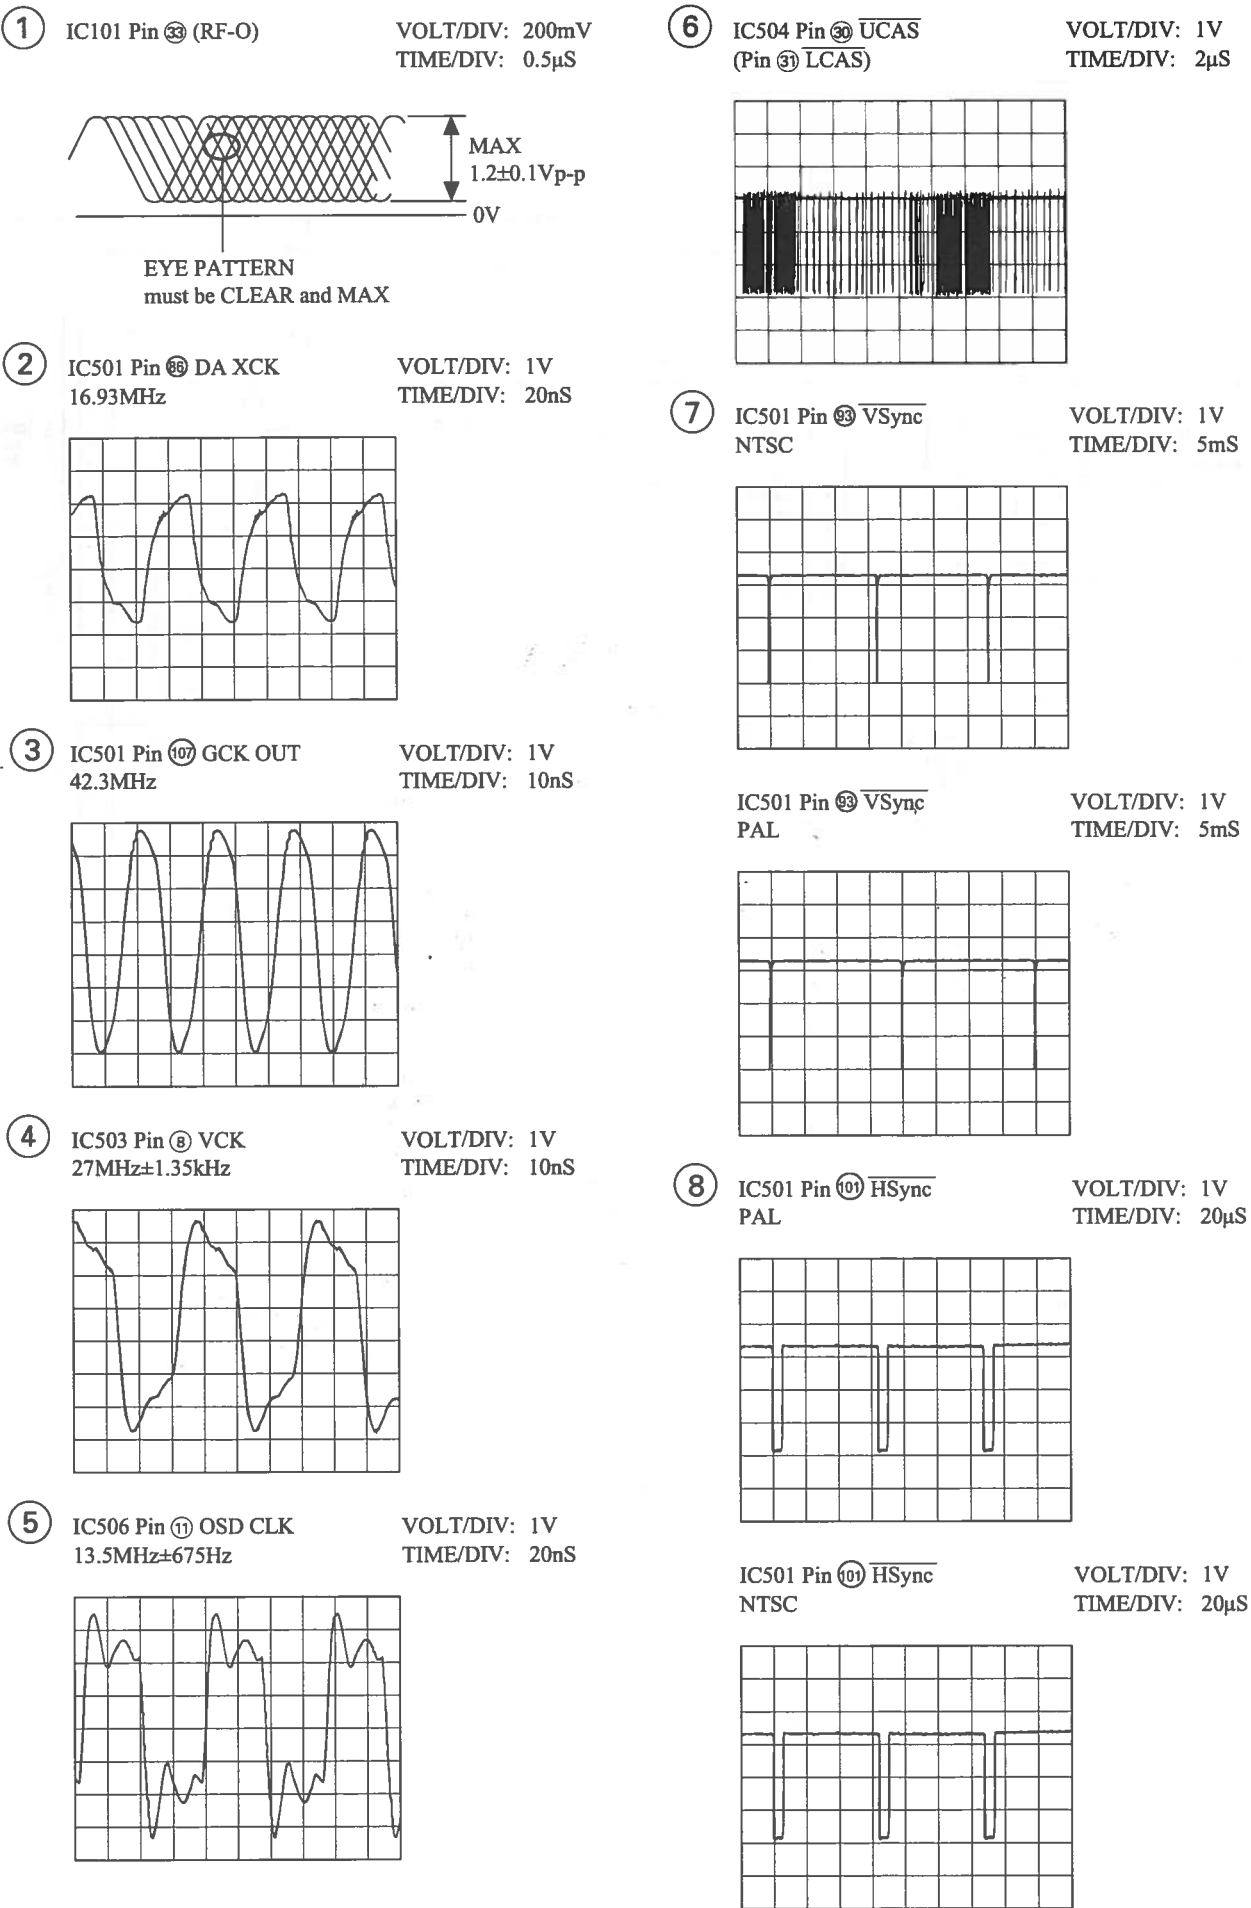 1 IC101 Pin 33 (RF-O) VOLT/DIV: 200mV
TIME/DIV: 0.5μS
MAX
1.2±0.1Vp-p
0V
EYE PATTERN
must be CLEAR and MAX
2 IC501 Pin 86 DA XCK VOLT/DIV: 1V
16.93MHz TIME/DIV: 20nS
3 IC501 Pin 107 GCK OUT VOLT/DIV: 1V
42.3MHz TIME/DIV: 10nS
4 IC503 Pin 8 VCK VOLT/DIV: 1V
27MHz±1.35kHz TIME/DIV: 10nS
5 IC506 Pin 11 OSD CLK VOLT/DIV: 1V
13.5MHz±675Hz TIME/DIV: 20nS
6 IC504 Pin 30 UCAS VOLT/DIV: 1V
(Pin 31 LCAS) TIME/DIV: 2μS
7 IC501 Pin 93 VSync VOLT/DIV: 1V
NTSC TIME/DIV: 5mS
IC501 Pin 93 VSync VOLT/DIV: 1V
PAL TIME/DIV: 5mS
8 IC501 Pin 101 HSync VOLT/DIV: 1V
PAL TIME/DIV: 20μS
IC501 Pin 101 HSync VOLT/DIV: 1V
NTSC TIME/DIV: 20μS